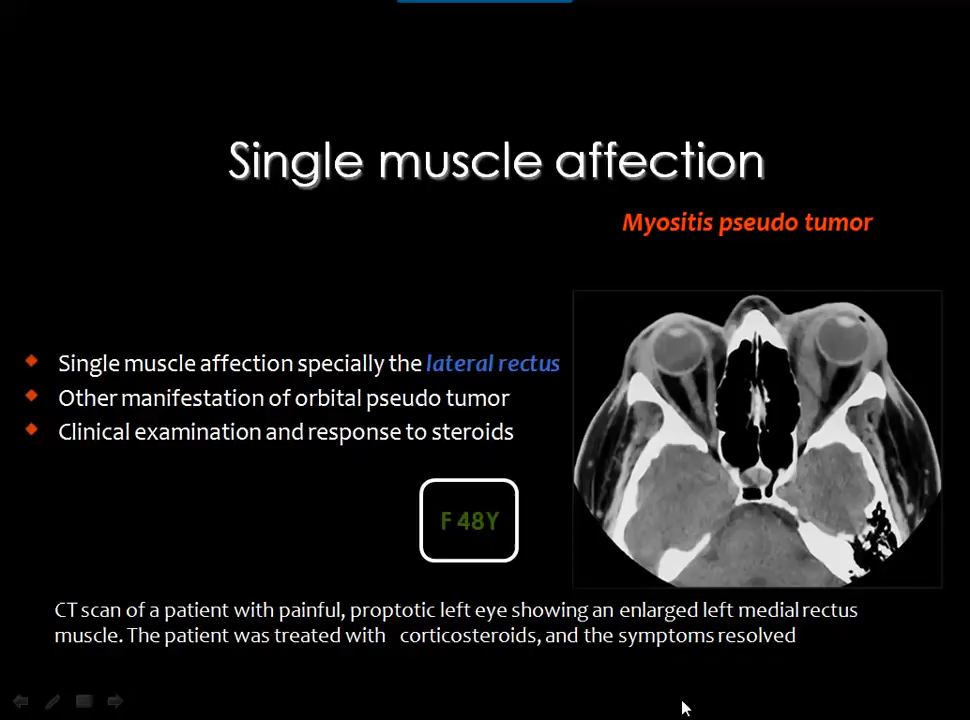 Single muscle affection
Myositis pseudo tumor
Single muscle affection specially the lateral rectus
Other manifestation of orbital pseudo tumor
Clinical examination and response to steroids
F 48Y
CT scan of a patient with painful, proptotic left eye showing an enlarged left medial rectus
muscle. The patient was treated with corticosteroids, and the symptoms resolved